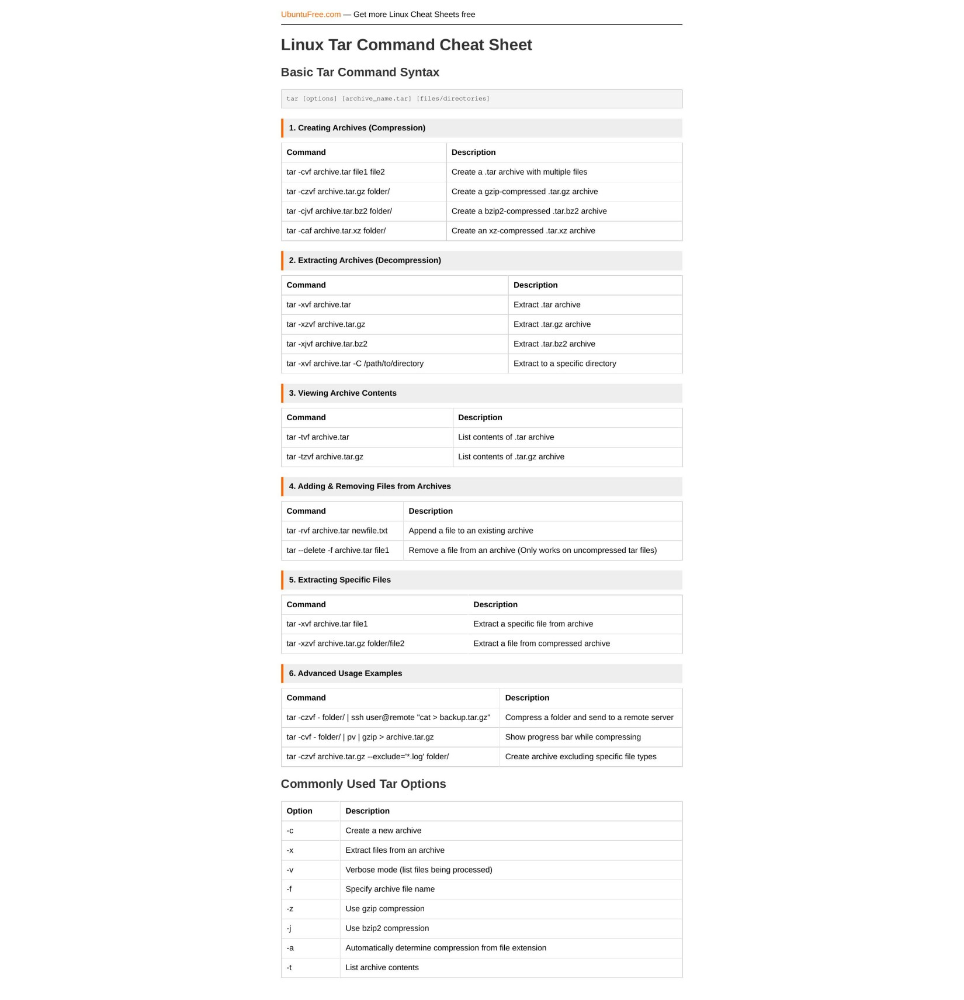 UbuntuFree.com — Get more Linux Cheat Sheets free
Linux Tar Command Cheat Sheet
Basic Tar Command Syntax
tar [options] [archive_name.tar] [files/directories]
1. Creating Archives (Compression)
Command Description
tar -cvf archive.tar file1 file2 Create a .tar archive with multiple files
tar -czvf archive.tar.gz folder/ Create a gzip-compressed .tar.gz archive
tar -cjvf archive.tar.bz2 folder/ Create a bzip2-compressed .tar.bz2 archive
tar -caf archive.tar.xz folder/ Create an xz-compressed .tar.xz archive
2. Extracting Archives (Decompression)
Command Description
tar -xvf archive.tar Extract .tar archive
tar -xzvf archive.tar.gz Extract .tar.gz archive
tar -xjvf archive.tar.bz2 Extract .tar.bz2 archive
tar -xvf archive.tar -C /path/to/directory Extract to a specific directory
3. Viewing Archive Contents
Command Description
tar -tvf archive.tar List contents of .tar archive
tar -tzvf archive.tar.gz List contents of .tar.gz archive
4. Adding & Removing Files from Archives
Command Description
tar -rvf archive.tar newfile.txt Append a file to an existing archive
tar --delete -f archive.tar file1 Remove a file from an archive (Only works on uncompressed tar files)
5. Extracting Specific Files
Command Description
tar -xvf archive.tar file1 Extract a specific file from archive
tar -xzvf archive.tar.gz folder/file2 Extract a file from compressed archive
6. Advanced Usage Examples
Command Description
tar -czvf - folder/ | ssh user@remote "cat > backup.tar.gz" Compress a folder and send to a remote server
tar -cvf - folder/ | pv | gzip > archive.tar.gz Show progress bar while compressing
tar -czvf archive.tar.gz --exclude='*.log' folder/ Create archive excluding specific file types
Commonly Used Tar Options
Option Description
-c Create a new archive
-x Extract files from an archive
-v Verbose mode (list files being processed)
-f Specify archive file name
-z Use gzip compression
-j Use bzip2 compression
-a Automatically determine compression from file extension
-t List archive contents